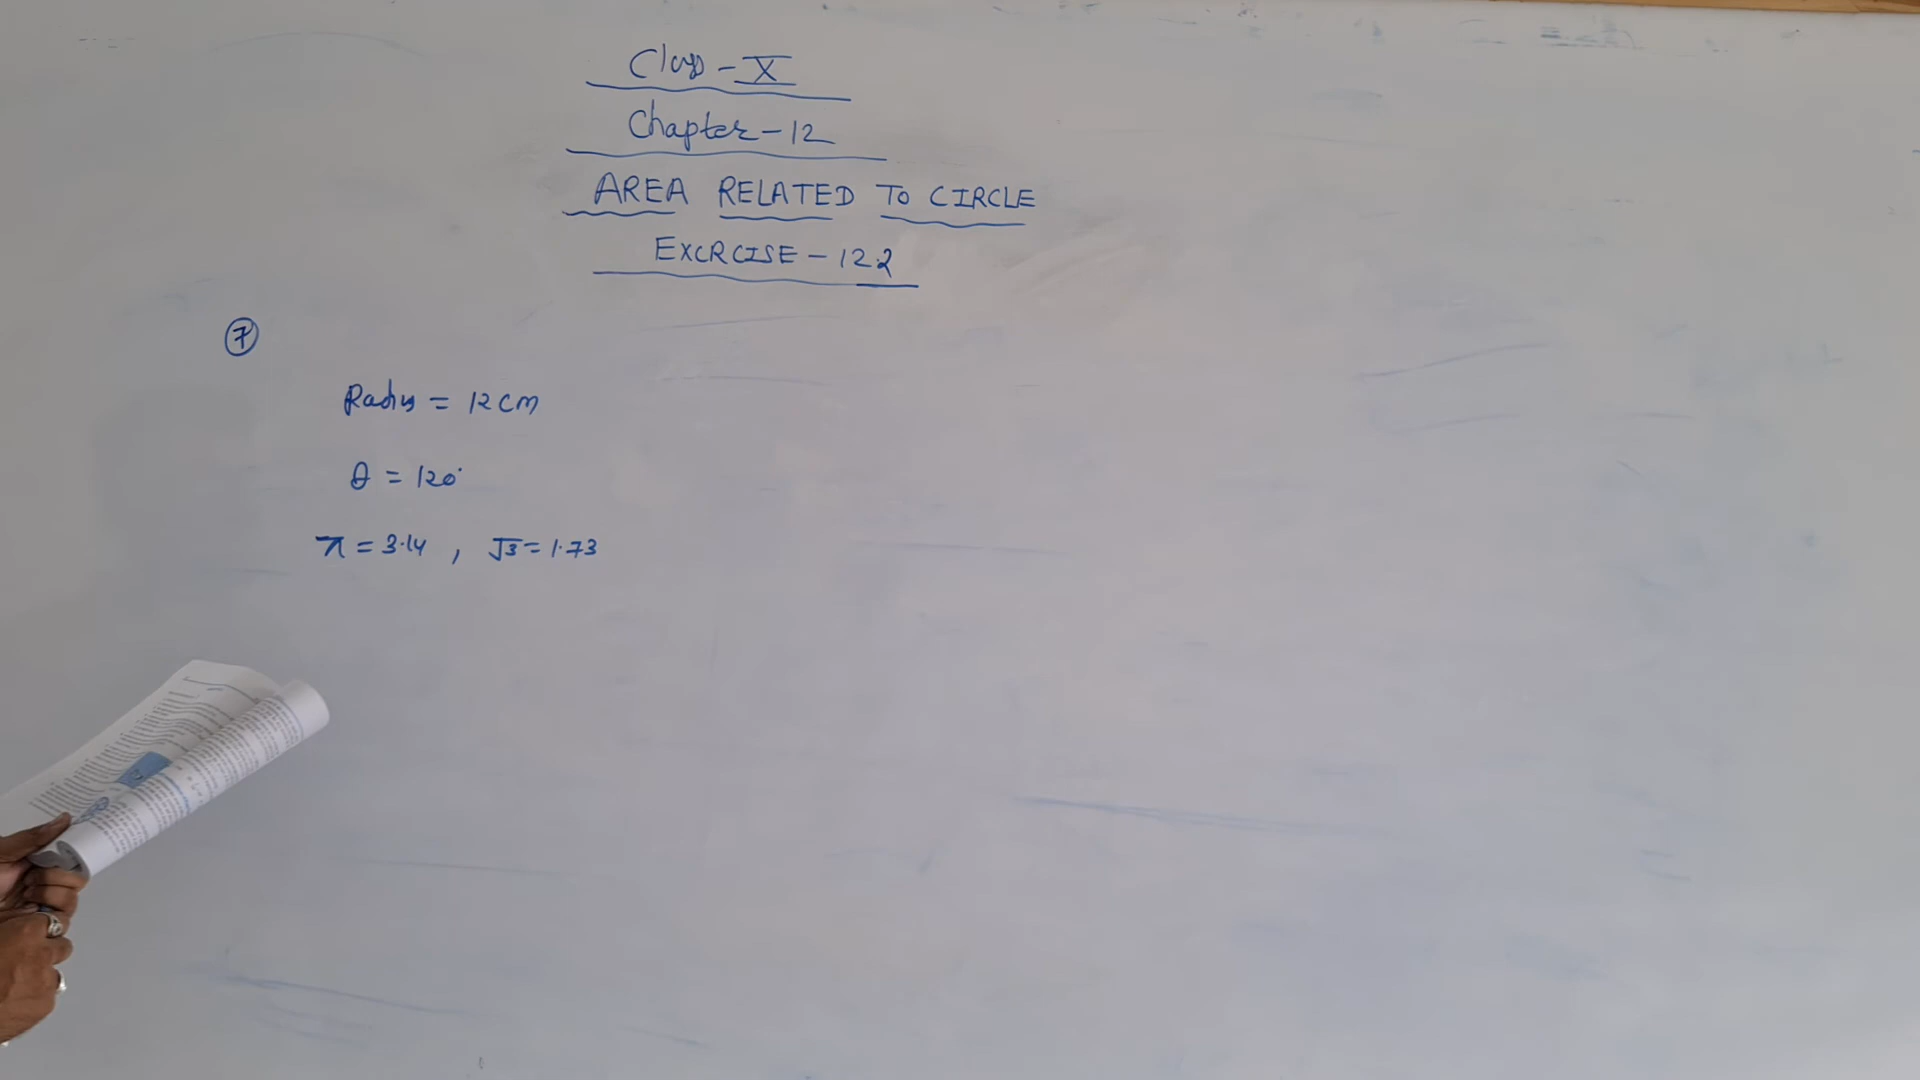 Class - X
Chapter - 12
AREA RELATED TO CIRCLE
EXCRCISE - 12.2
7
Radius = 12 cm
θ = 120°
π = 3.14 , √3 = 1.73